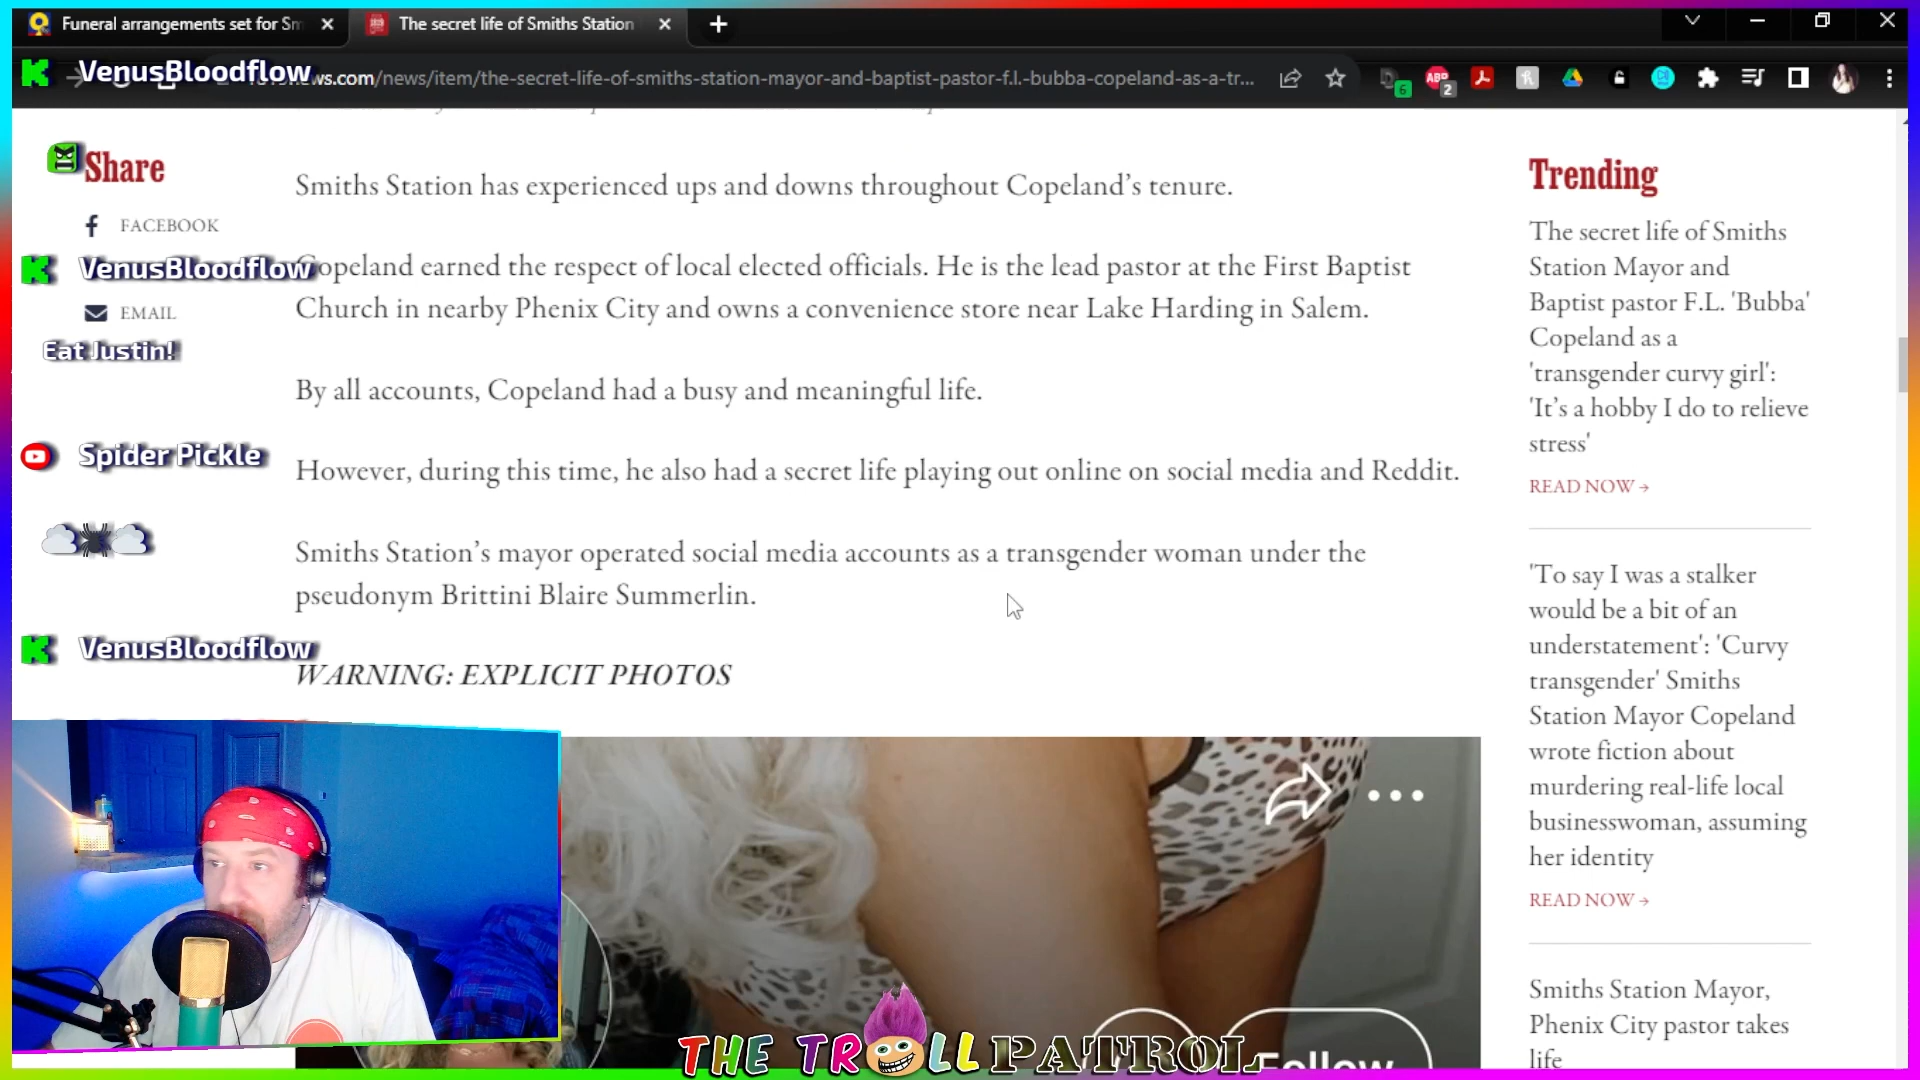 Funeral arrangements set for Sm
The secret life of Smiths Station
news.com/news/item/the-secret-life-of-smiths-station-mayor-and-baptist-pastor-f.l.-bubba-copeland-as-a-tr...
ABP
6
2
VenusBloodflow
Share
FACEBOOK
VenusBloodflow
EMAIL
Eat Justin!
Spider Pickle
VenusBloodflow
Smiths Station has experienced ups and downs throughout Copeland's tenure.
Copeland earned the respect of local elected officials. He is the lead pastor at the First Baptist
Church in nearby Phenix City and owns a convenience store near Lake Harding in Salem.
By all accounts, Copeland had a busy and meaningful life.
However, during this time, he also had a secret life playing out online on social media and Reddit.
Smiths Station's mayor operated social media accounts as a transgender woman under the
pseudonym Brittini Blaire Summerlin.
WARNING: EXPLICIT PHOTOS
Follow
THE TROLL PATROL
Trending
The secret life of Smiths
Station Mayor and
Baptist pastor F.L. 'Bubba'
Copeland as a
'transgender curvy girl':
'It's a hobby I do to relieve
stress'
READ NOW →
'To say I was a stalker
would be a bit of an
understatement': 'Curvy
transgender' Smiths
Station Mayor Copeland
wrote fiction about
murdering real-life local
businesswoman, assuming
her identity
READ NOW →
Smiths Station Mayor,
Phenix City pastor takes
life